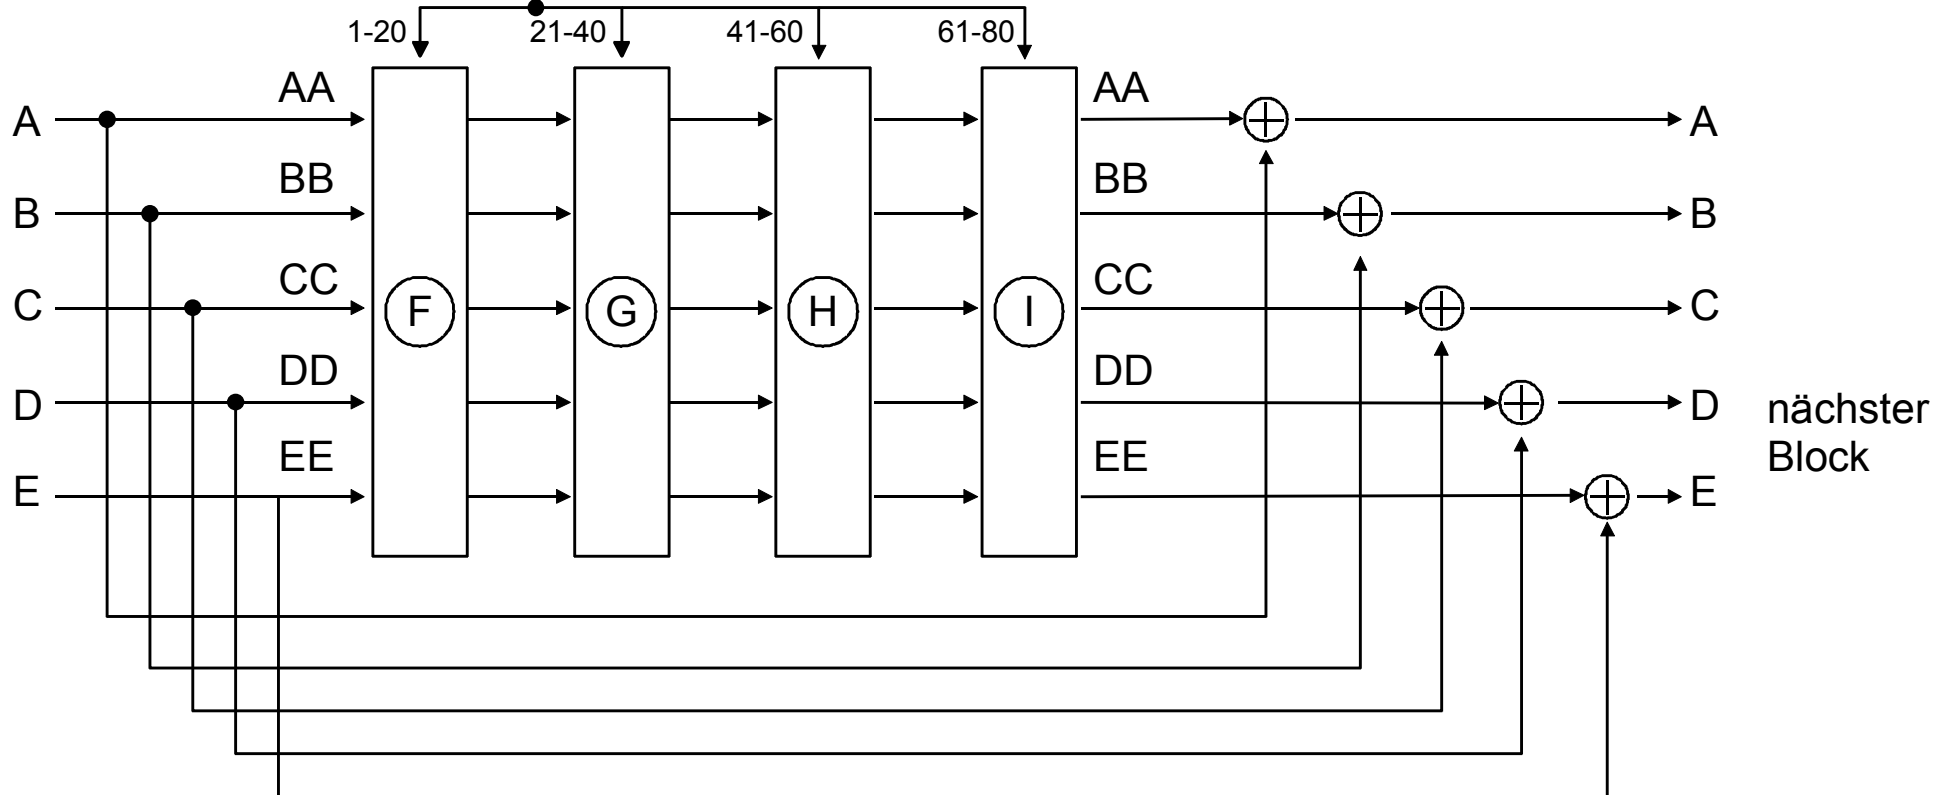 1-20 21-40 41-60 61-80
AA AA
A A
BB BB
B B
CC CC
C F G H I C
DD DD
D D nächster
EE EE Block
E E